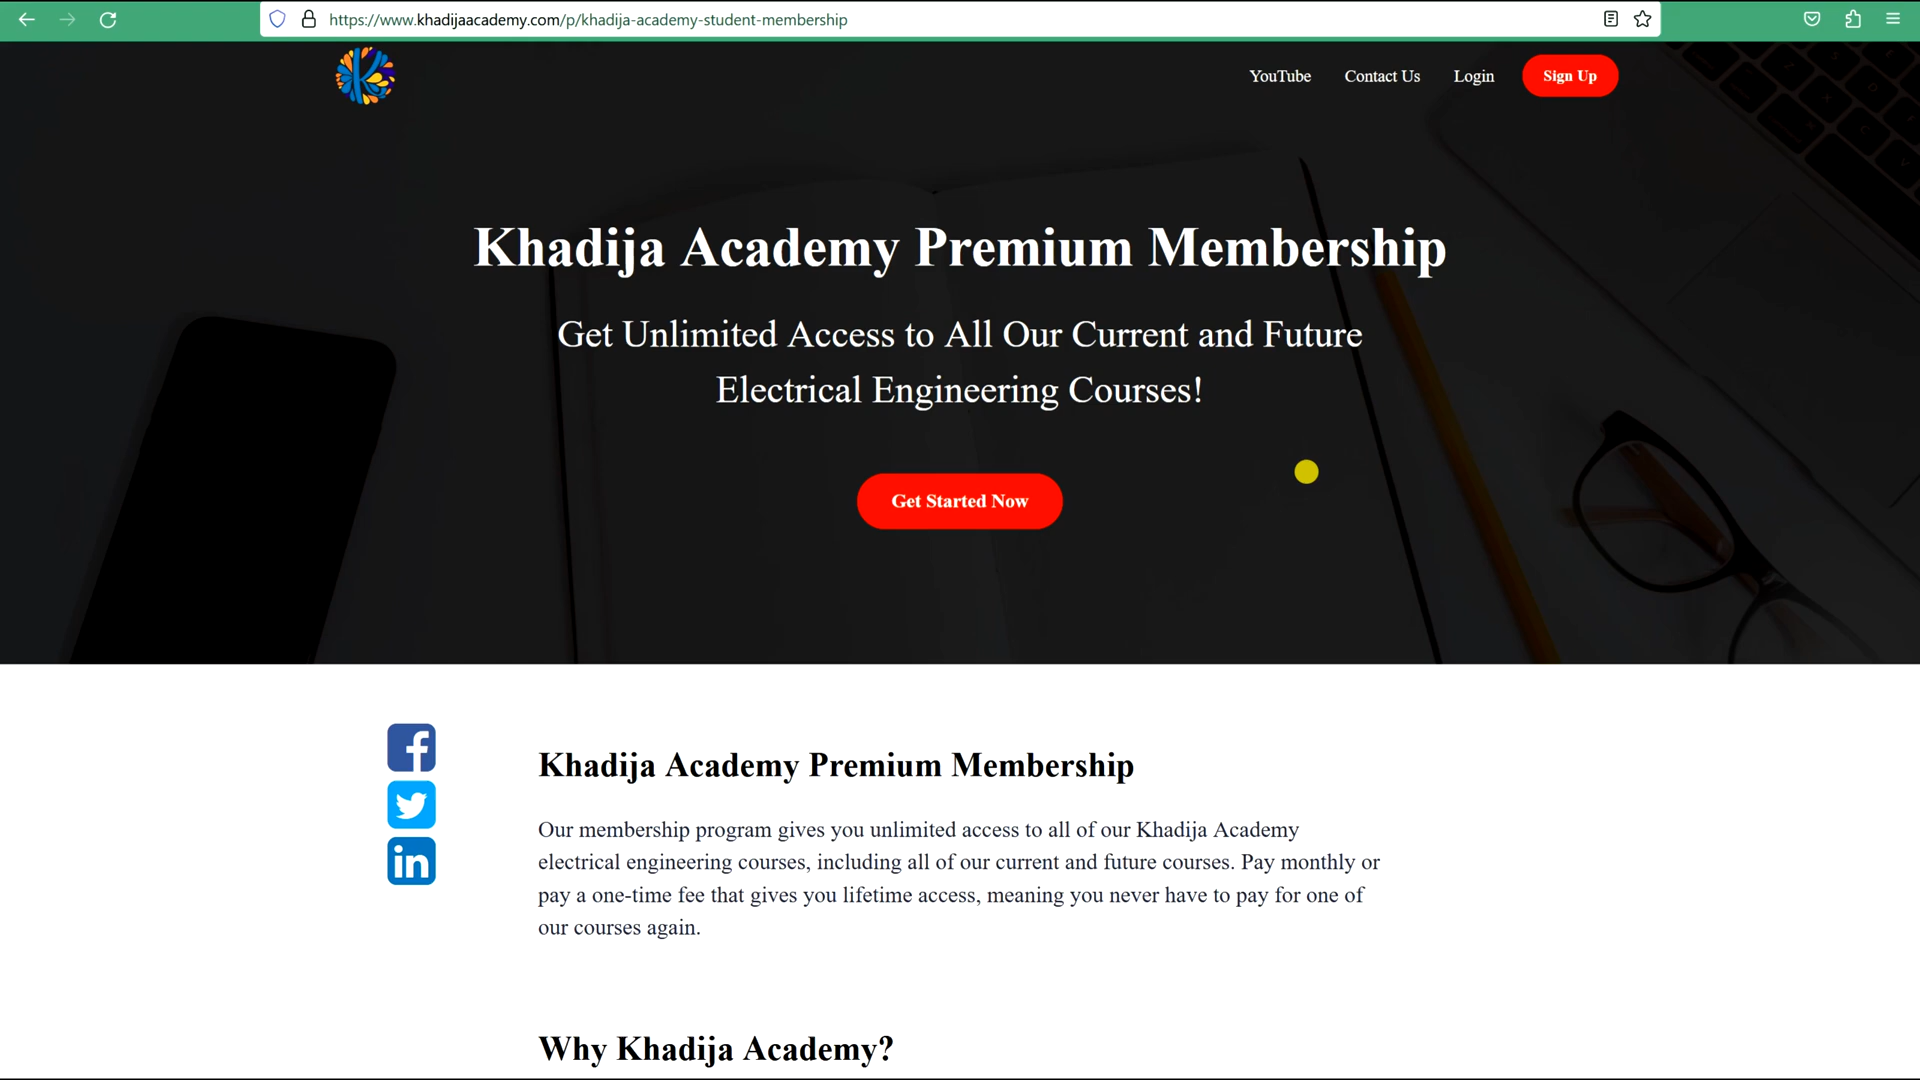 https://www.khadijaacademy.com/p/khadija-academy-student-membership
YouTube
Contact Us
Login
Sign Up
Khadija Academy Premium Membership
Get Unlimited Access to All Our Current and Future
Electrical Engineering Courses!
Get Started Now
Khadija Academy Premium Membership
Our membership program gives you unlimited access to all of our Khadija Academy
electrical engineering courses, including all of our current and future courses. Pay monthly or
pay a one-time fee that gives you lifetime access, meaning you never have to pay for one of
our courses again.
Why Khadija Academy?